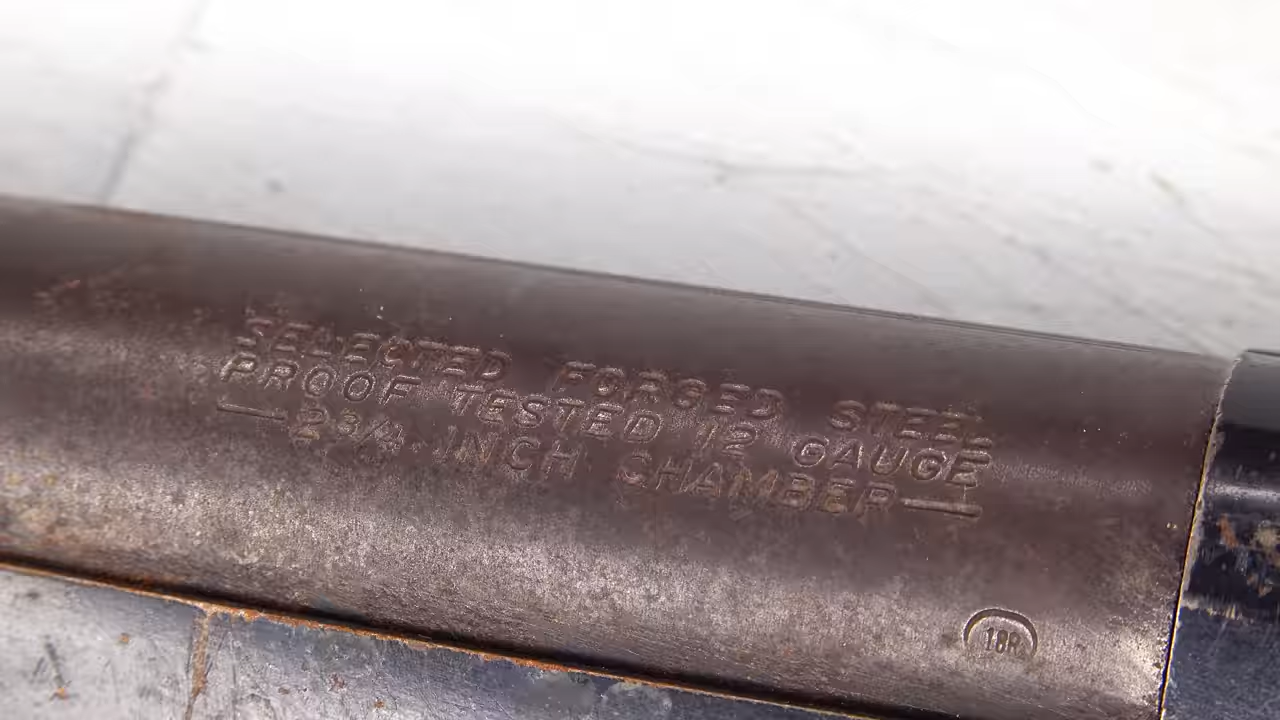 SELECTED FORGED STEEL
PROOF TESTED 12 GAUGE
— 2 3/4 INCH CHAMBER —
18R